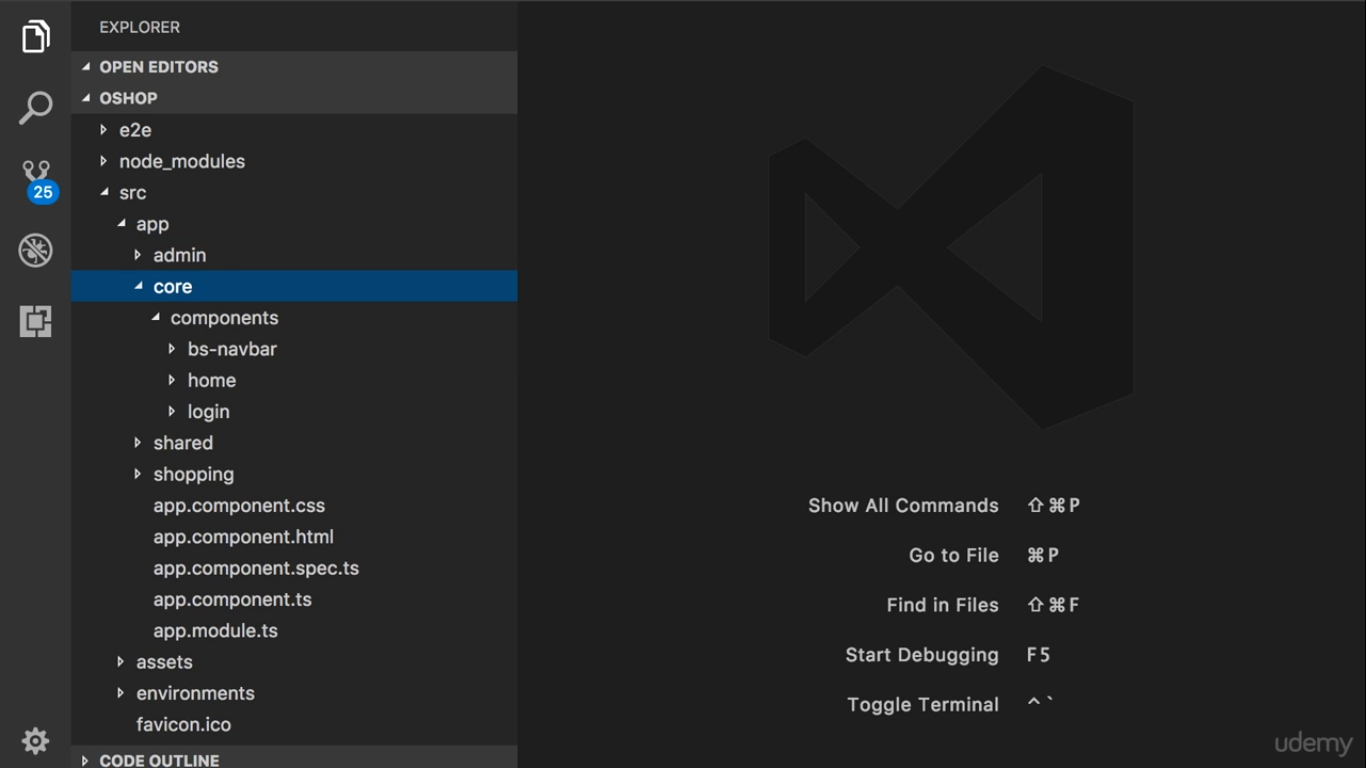 EXPLORER
OPEN EDITORS
OSHOP
e2e
node_modules
25
src
app
admin
core
components
bs-navbar
home
login
shared
shopping
app.component.css
app.component.html
app.component.spec.ts
app.component.ts
app.module.ts
assets
environments
favicon.ico
CODE OUTLINE
Show All Commands ⇧⌘P
Go to File ⌘P
Find in Files ⇧⌘F
Start Debugging F5
Toggle Terminal ^`
udemy